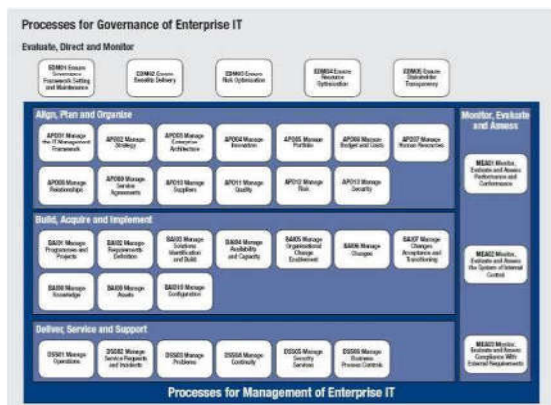 Processes for Governance of Enterprise IT
Evaluate, Direct and Monitor
EDM01 Ensure
Governance
Framework Setting
and Maintenance
EDM02 Ensure
Benefits Delivery
EDM03 Ensure
Risk Optimisation
EDM04 Ensure
Resource
Optimisation
EDM05 Ensure
Stakeholder
Transparency
Align, Plan and Organise
Monitor, Evaluate
and Assess
APO01 Manage
the IT Management
Framework
APO02 Manage
Strategy
APO03 Manage
Enterprise
Architecture
APO04 Manage
Innovation
APO05 Manage
Portfolio
APO06 Manage
Budget and Costs
APO07 Manage
Human Resources
APO08 Manage
Relationships
APO09 Manage
Service
Agreements
APO10 Manage
Suppliers
APO11 Manage
Quality
APO12 Manage
Risk
APO13 Manage
Security
MEA01 Monitor,
Evaluate and Assess
Performance and
Conformance
Build, Acquire and Implement
BAI01 Manage
Programmes and
Projects
BAI02 Manage
Requirements
Definition
BAI03 Manage
Solutions
Identification
and Build
BAI04 Manage
Availability
and Capacity
BAI05 Manage
Organisational
Change
Enablement
BAI06 Manage
Changes
BAI07 Manage
Changes
Acceptance and
Transitioning
BAI08 Manage
Knowledge
BAI09 Manage
Assets
BAI010 Manage
Configuration
MEA02 Monitor,
Evaluate and Assess
the System of Internal
Control
Deliver, Service and Support
DSS01 Manage
Operations
DSS02 Manage
Service Requests
and Incidents
DSS03 Manage
Problems
DSS04 Manage
Continuity
DSS05 Manage
Security
Services
DSS06 Manage
Business
Process Controls
MEA03 Monitor,
Evaluate and Assess
Compliance With
External Requirements
Processes for Management of Enterprise IT